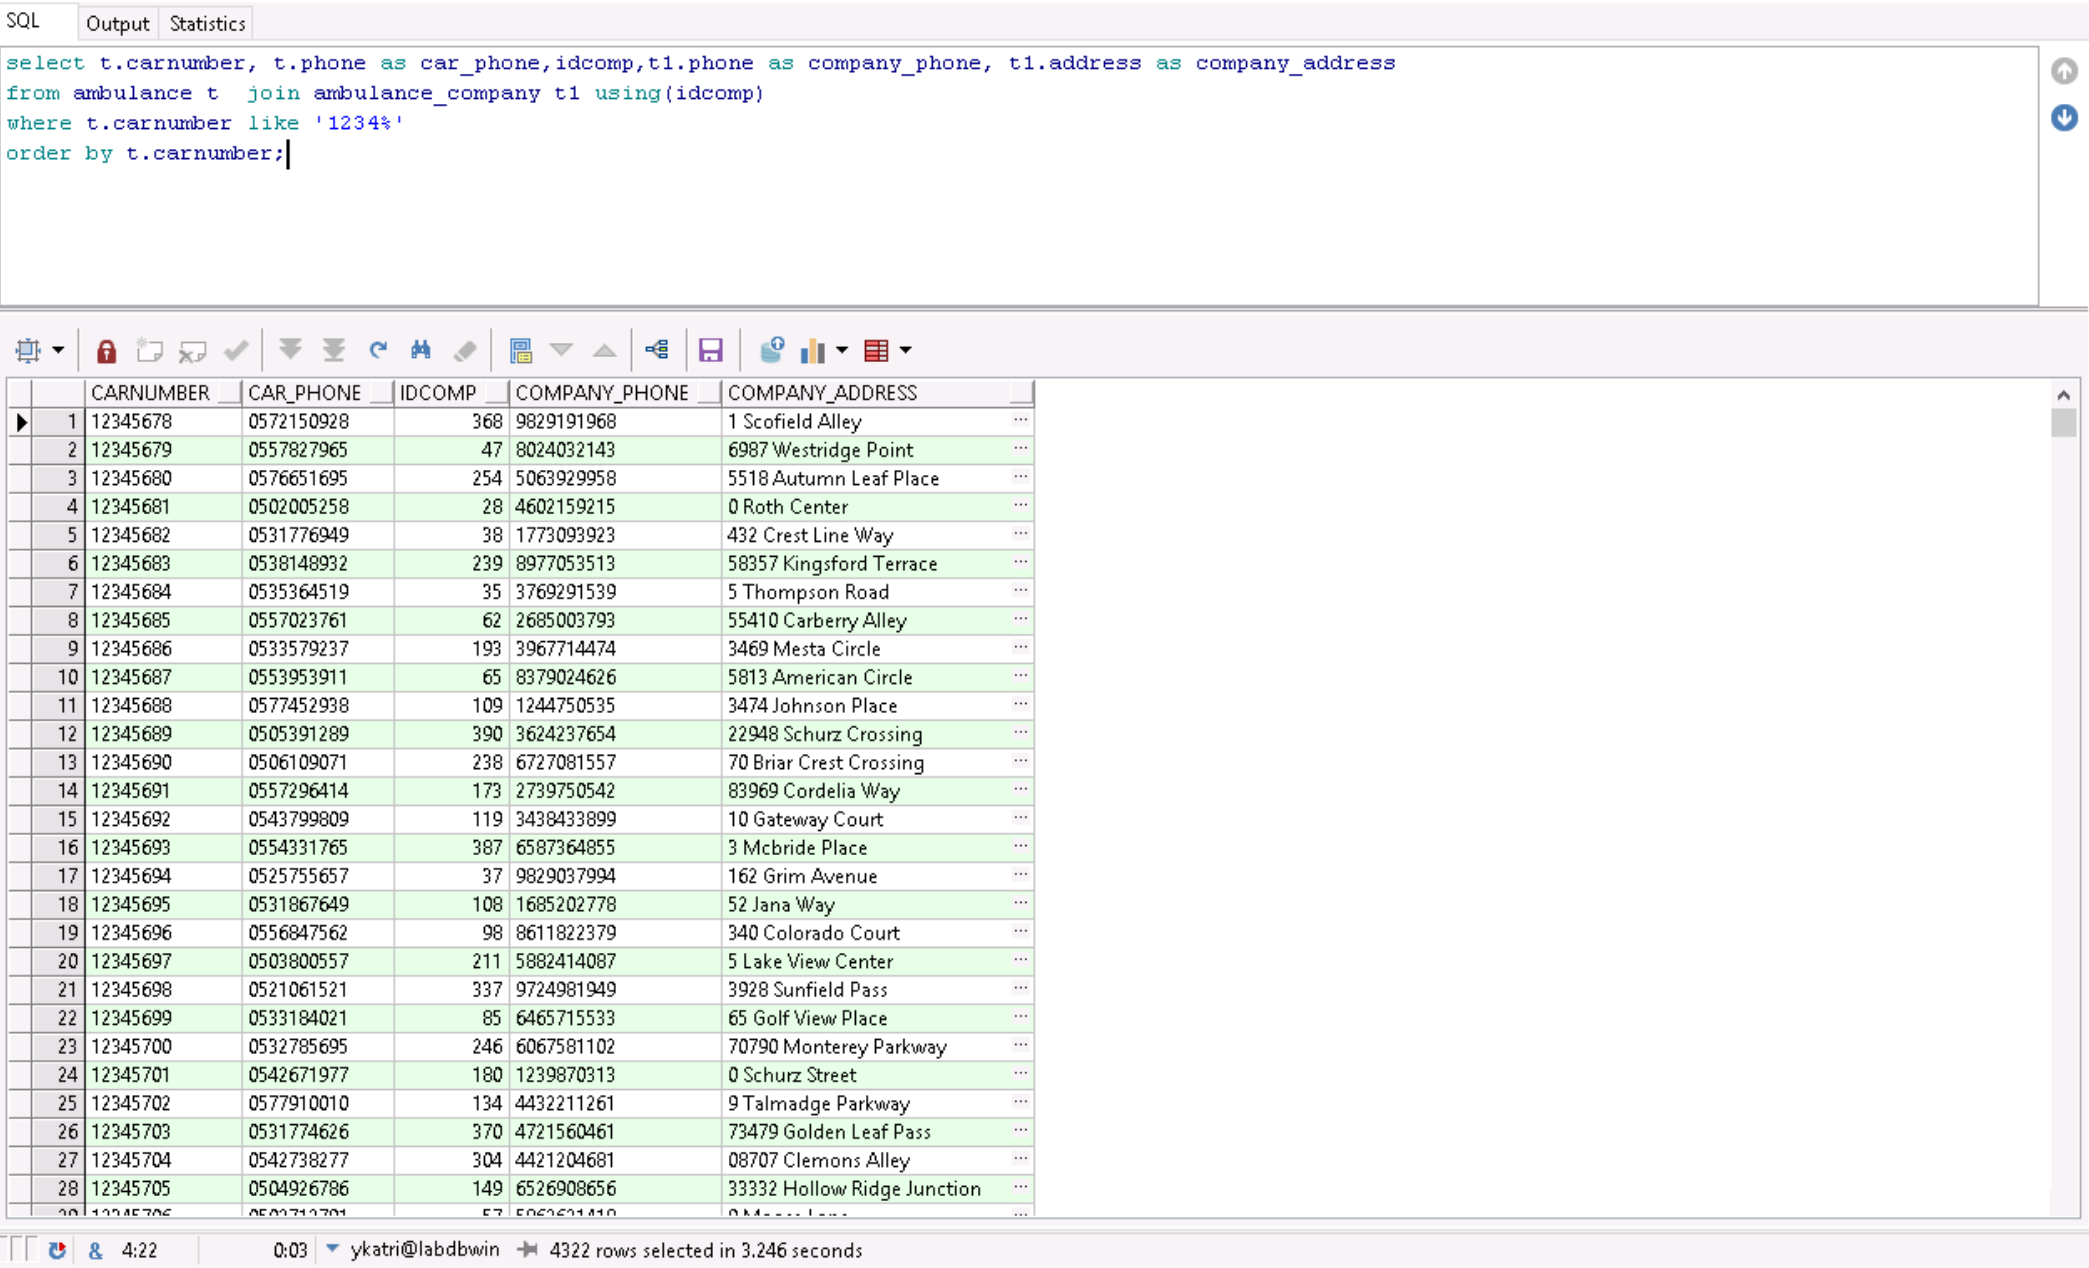 SQL Output Statistics
select t.carnumber, t.phone as car_phone,idcomp,t1.phone as company_phone, t1.address as company_address
from ambulance t  join ambulance_company t1 using(idcomp)
where t.carnumber like '1234%'
order by t.carnumber;
CARNUMBER CAR_PHONE IDCOMP COMPANY_PHONE COMPANY_ADDRESS
1 12345678 0572150928 368 9829191968 1 Scofield Alley ...
2 12345679 0557827965 47 8024032143 6987 Westridge Point ...
3 12345680 0576651695 254 5063929958 5518 Autumn Leaf Place ...
4 12345681 0502005258 28 4602159215 0 Roth Center ...
5 12345682 0531776949 38 1773093923 432 Crest Line Way ...
6 12345683 0538148932 239 8977053513 58357 Kingsford Terrace ...
7 12345684 0535364519 35 3769291539 5 Thompson Road ...
8 12345685 0557023761 62 2685003793 55410 Carberry Alley ...
9 12345686 0533579237 193 3967714474 3469 Mesta Circle ...
10 12345687 0553953911 65 8379024626 5813 American Circle ...
11 12345688 0577452938 109 1244750535 3474 Johnson Place ...
12 12345689 0505391289 390 3624237654 22948 Schurz Crossing ...
13 12345690 0506109071 238 6727081557 70 Briar Crest Crossing ...
14 12345691 0557296414 173 2739750542 83969 Cordelia Way ...
15 12345692 0543799809 119 3438433899 10 Gateway Court ...
16 12345693 0554331765 387 6587364855 3 Mcbride Place ...
17 12345694 0525755657 37 9829037994 162 Grim Avenue ...
18 12345695 0531867649 108 1685202778 52 Jana Way ...
19 12345696 0556847562 98 8611822379 340 Colorado Court ...
20 12345697 0503800557 211 5882414087 5 Lake View Center ...
21 12345698 0521061521 337 9724981949 3928 Sunfield Pass ...
22 12345699 0533184021 85 6465715533 65 Golf View Place ...
23 12345700 0532785695 246 6067581102 70790 Monterey Parkway ...
24 12345701 0542671977 180 1239870313 0 Schurz Street ...
25 12345702 0577910010 134 4432211261 9 Talmadge Parkway ...
26 12345703 0531774626 370 4721560461 73479 Golden Leaf Pass ...
27 12345704 0542738277 304 4421204681 08707 Clemons Alley ...
28 12345705 0504926786 149 6526908656 33332 Hollow Ridge Junction ...
& 4:22 0:03 ykatri@labdbwin 4322 rows selected in 3.246 seconds